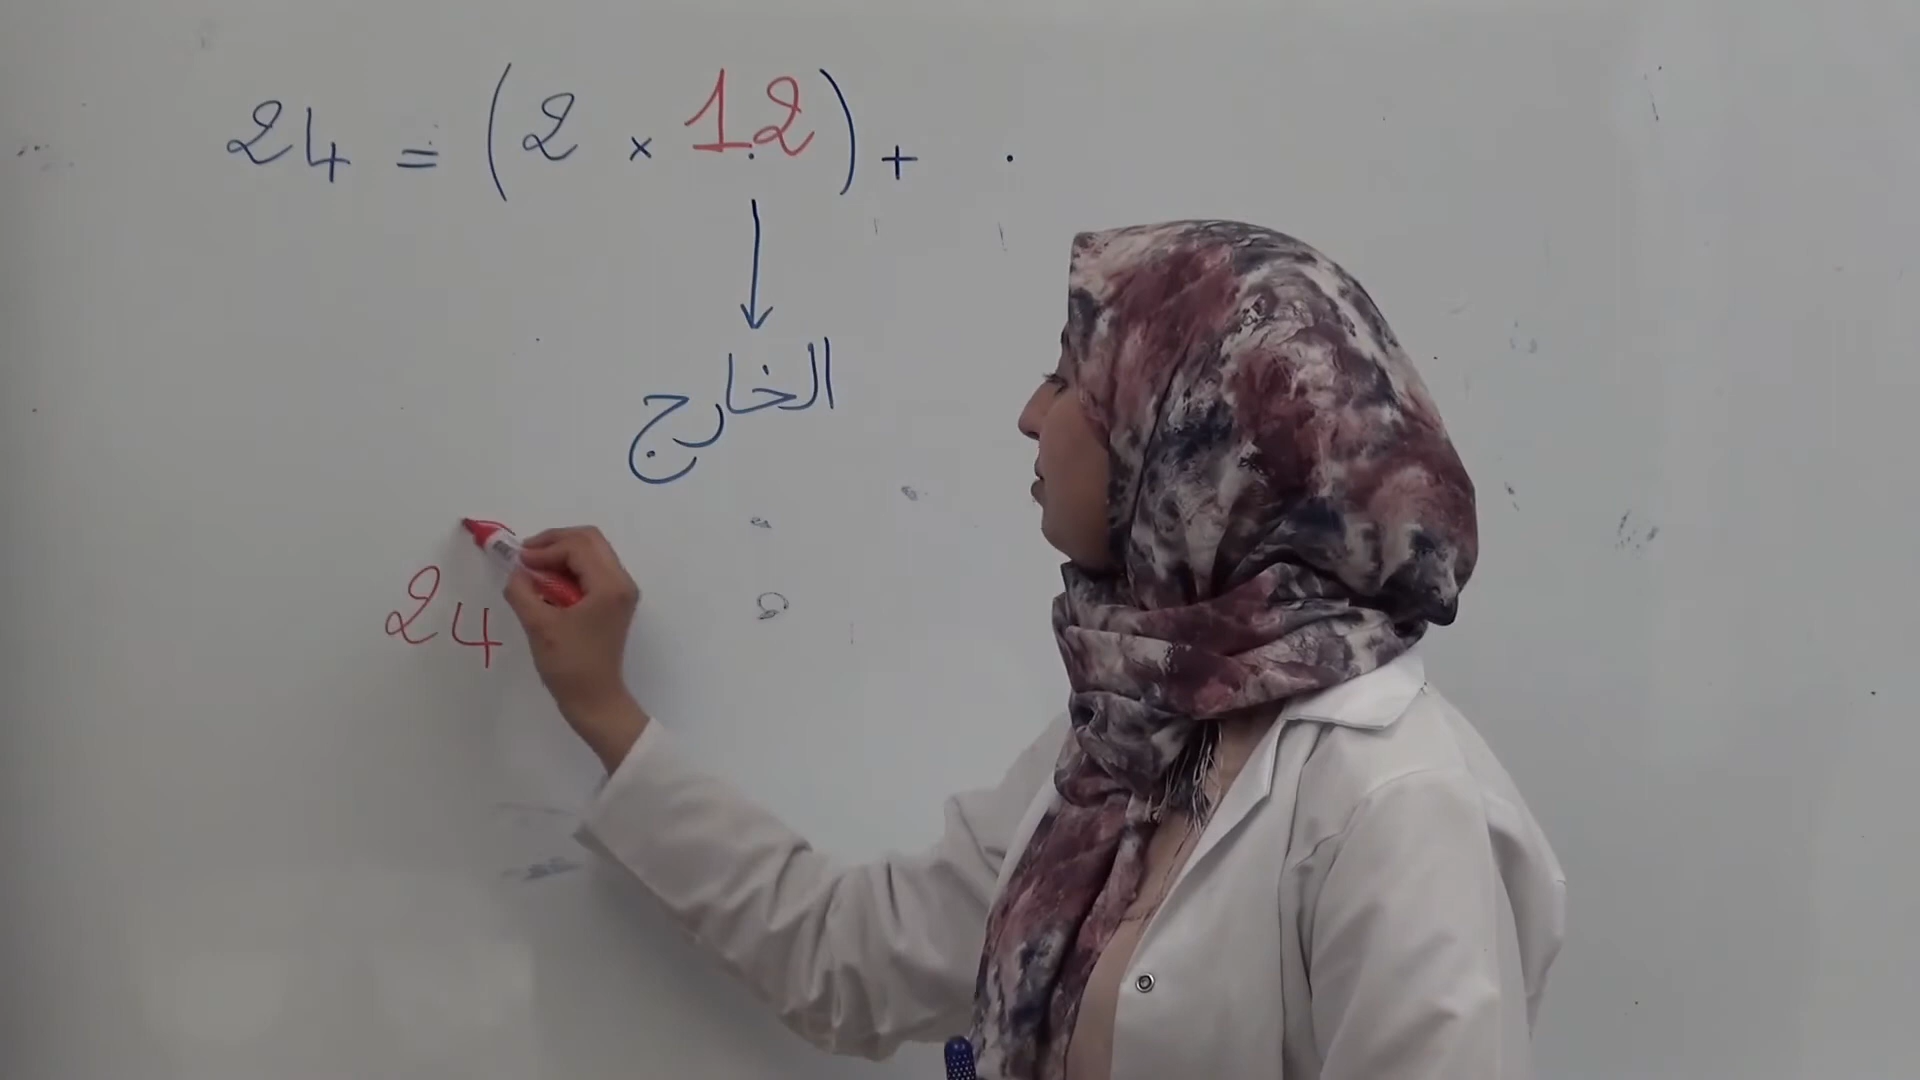 24 = (2 × 12) + .
الخارج
24